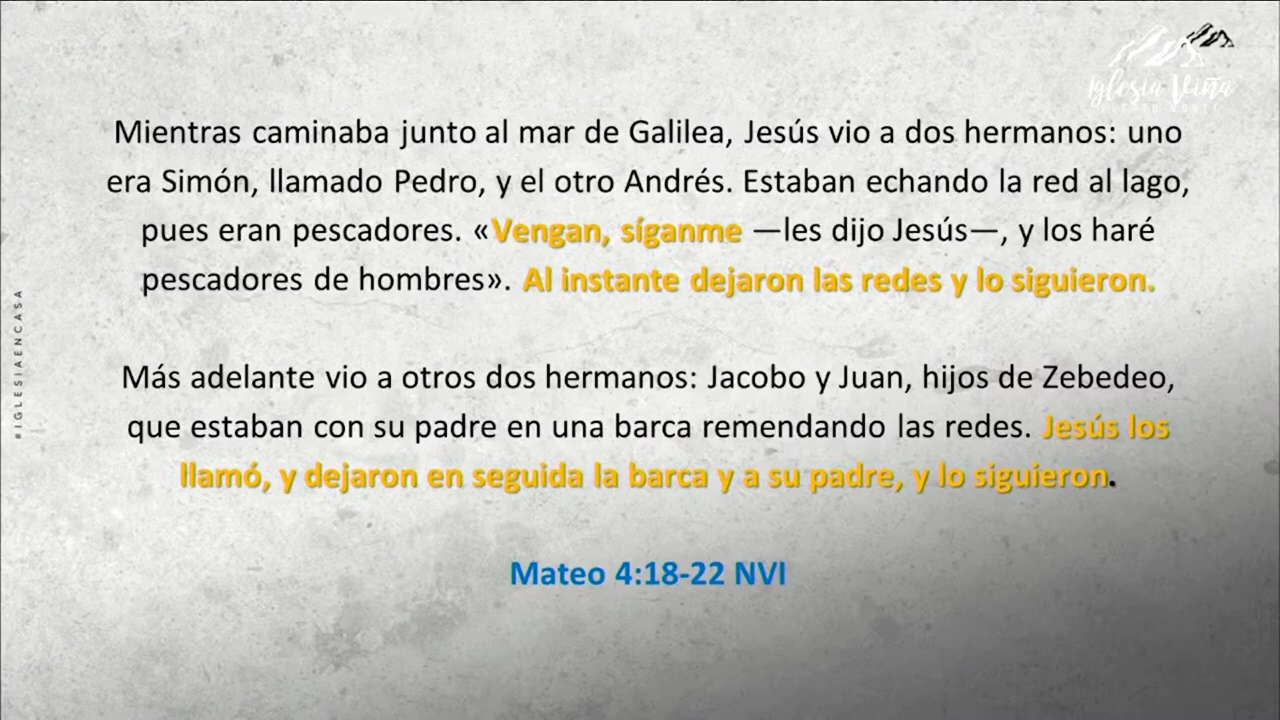 Iglesia Viña
Mientras caminaba junto al mar de Galilea, Jesús vio a dos hermanos: uno
era Simón, llamado Pedro, y el otro Andrés. Estaban echando la red al lago,
pues eran pescadores. «Vengan, síganme —les dijo Jesús—, y los haré
pescadores de hombres». Al instante dejaron las redes y lo siguieron.
Más adelante vio a otros dos hermanos: Jacobo y Juan, hijos de Zebedeo,
que estaban con su padre en una barca remendando las redes. Jesús los
llamó, y dejaron en seguida la barca y a su padre, y lo siguieron.
Mateo 4:18-22 NVI
#IGLESIAENCASA